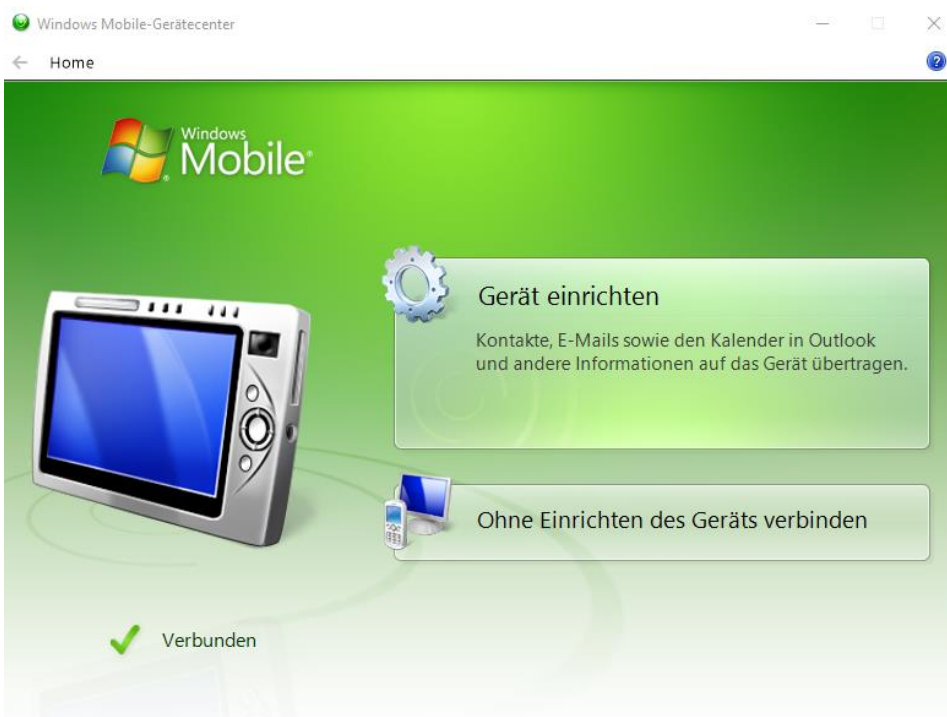 Windows Mobile-Gerätecenter
Home
Windows
Mobile®
Gerät einrichten
Kontakte, E-Mails sowie den Kalender in Outlook
und andere Informationen auf das Gerät übertragen.
Ohne Einrichten des Geräts verbinden
Verbunden